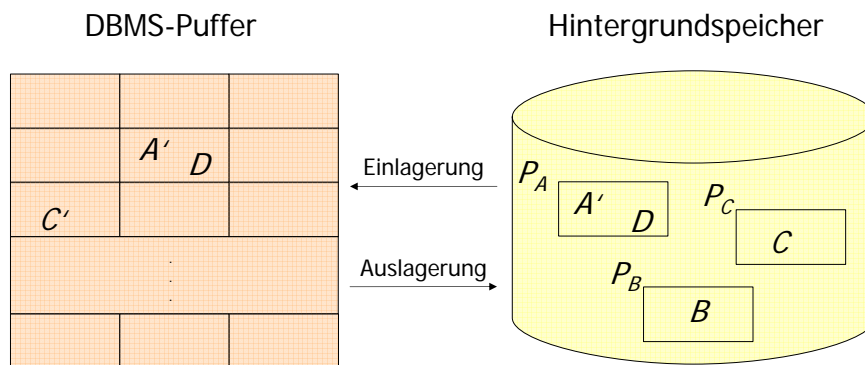 DBMS-Puffer
Hintergrundspeicher
A' D
C'
Einlagerung
Auslagerung
P_A
A' D
P_C
C
P_B
B